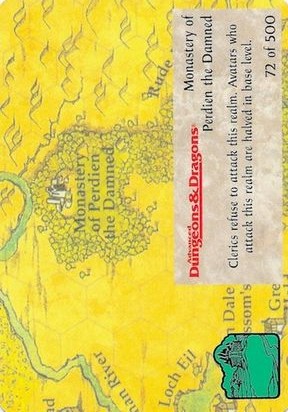 Monastery
of Perdien
the Damned
Rude
Loch Eil
Dale
Advanced
Dungeons&Dragons
Monastery of
Perdien the Damned
Clerics refuse to attack this realm. Avatars who
attack this realm are halved in base level.
72 of 500